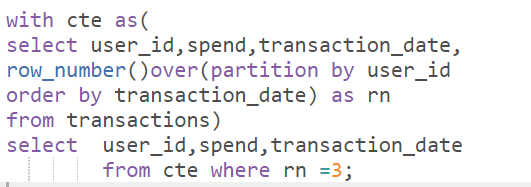 with cte as(
select user_id,spend,transaction_date,
row_number()over(partition by user_id
order by transaction_date) as rn
from transactions)
select  user_id,spend,transaction_date
        from cte where rn =3;